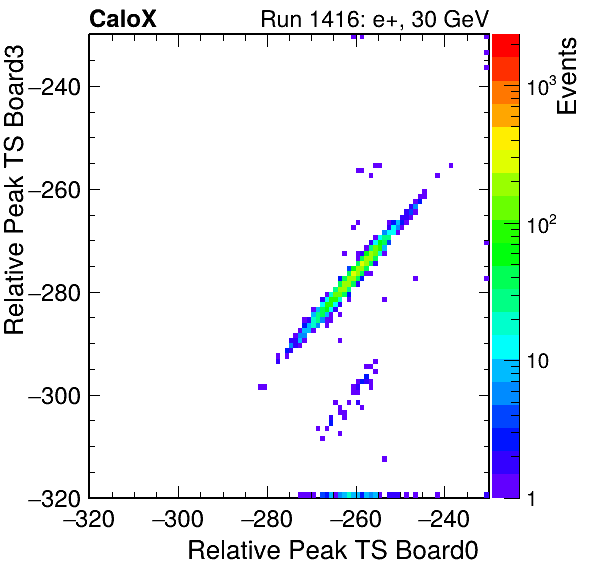 CaloX Run 1416: e+, 30 GeV
Relative Peak TS Board3
−240
−260
−280
−300
−320
−320 −300 −280 −260 −240
Relative Peak TS Board0
Events
10³
10²
10
1